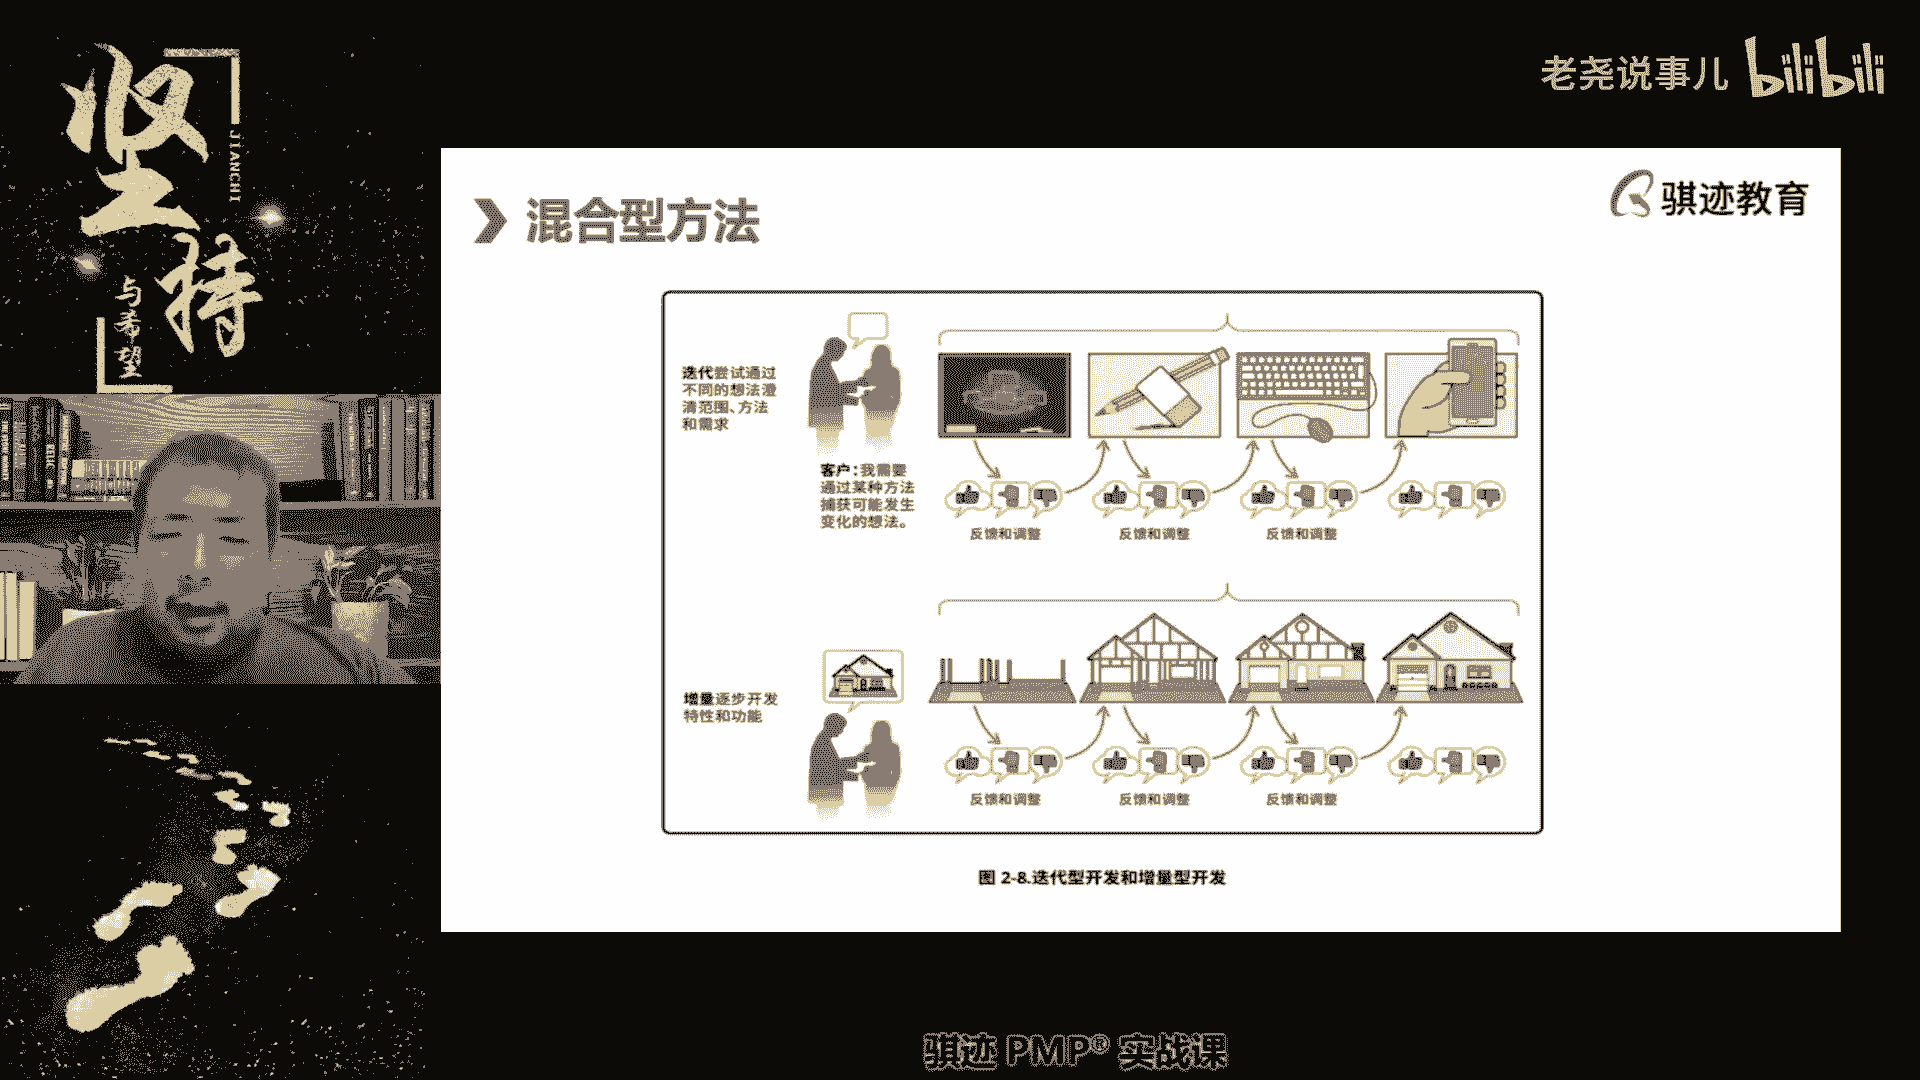 坚持
JIANCHI
与希望
老尧说事儿 bilibili
骐迹教育
混合型方法
迭代尝试通过
不同的想法澄
清范围、方法
和需求
客户：我需要
通过某种方法
捕获可能发生
变化的想法。
反馈和调整
反馈和调整
反馈和调整
增量逐步开发
特性和功能
反馈和调整
反馈和调整
反馈和调整
图 2-8.迭代型开发和增量型开发
骐迹 PMP® 实战课